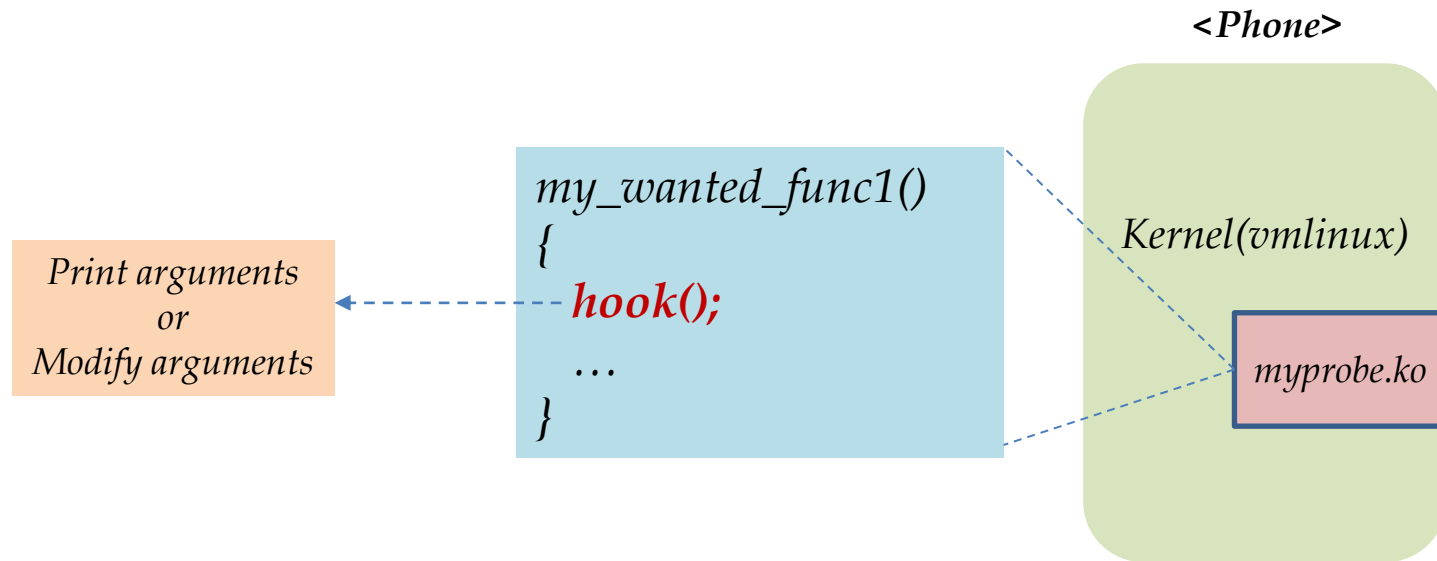 <Phone>
Print arguments
or
Modify arguments
my_wanted_func1()
{
hook();
…
}
Kernel(vmlinux)
myprobe.ko